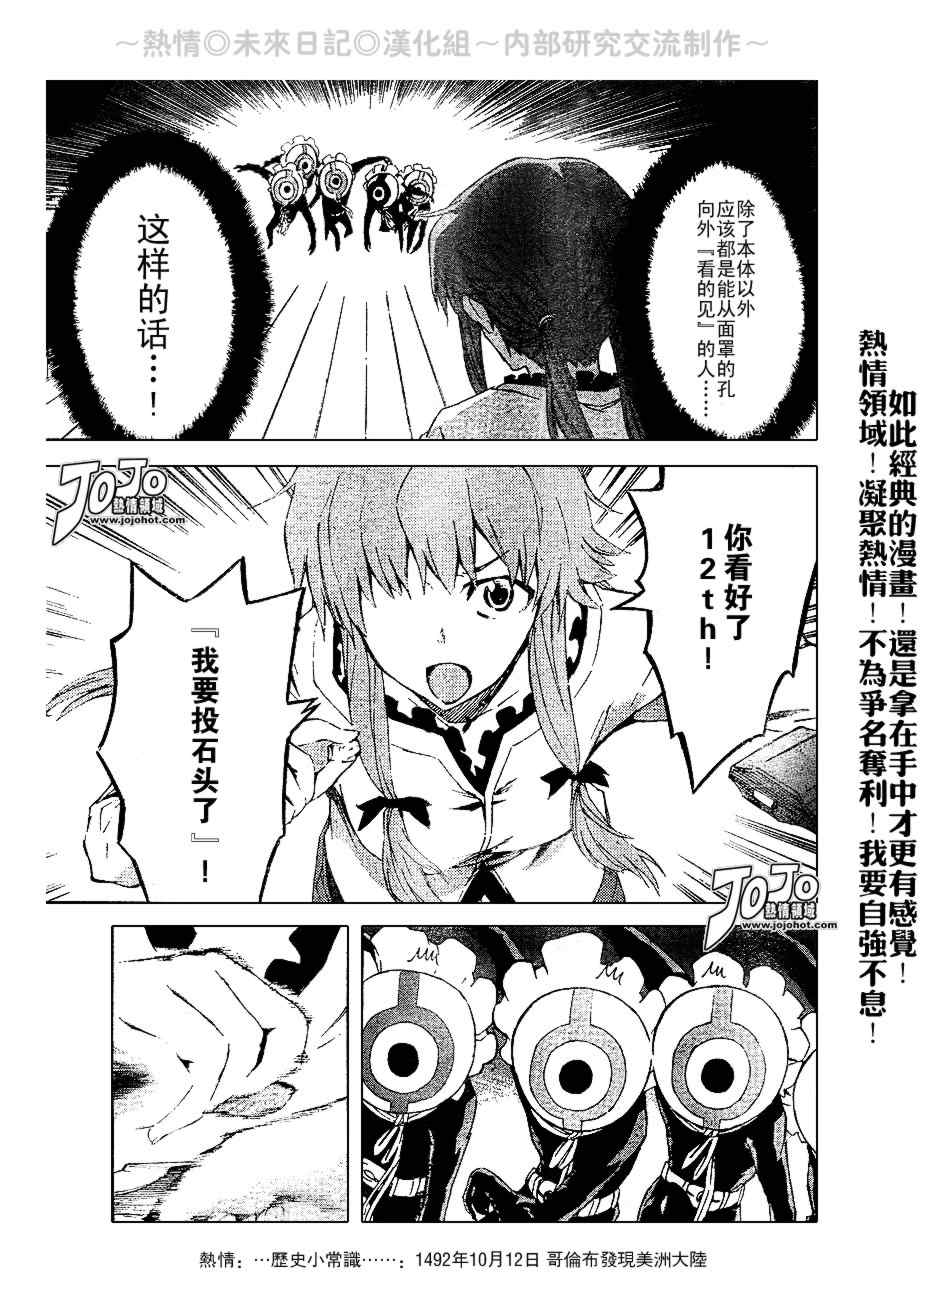 ～熱情◎未來日記◎漢化組～内部研究交流制作～
除了本体以外
应该都是能从面罩的孔
向外『看的见』的人……
这样的话…！
JOJO
熱情領域
www.jojohot.com
你看好了
12th！
『我要投石头了』！
JOJO
熱情領域
www.jojohot.com
如此經典的漫畫！還是拿在手中才更有感覺！
熱情領域！凝聚熱情！不為爭名奪利！我要自強不息！
熱情：…歷史小常識……：1492年10月12日 哥倫布發現美洲大陸